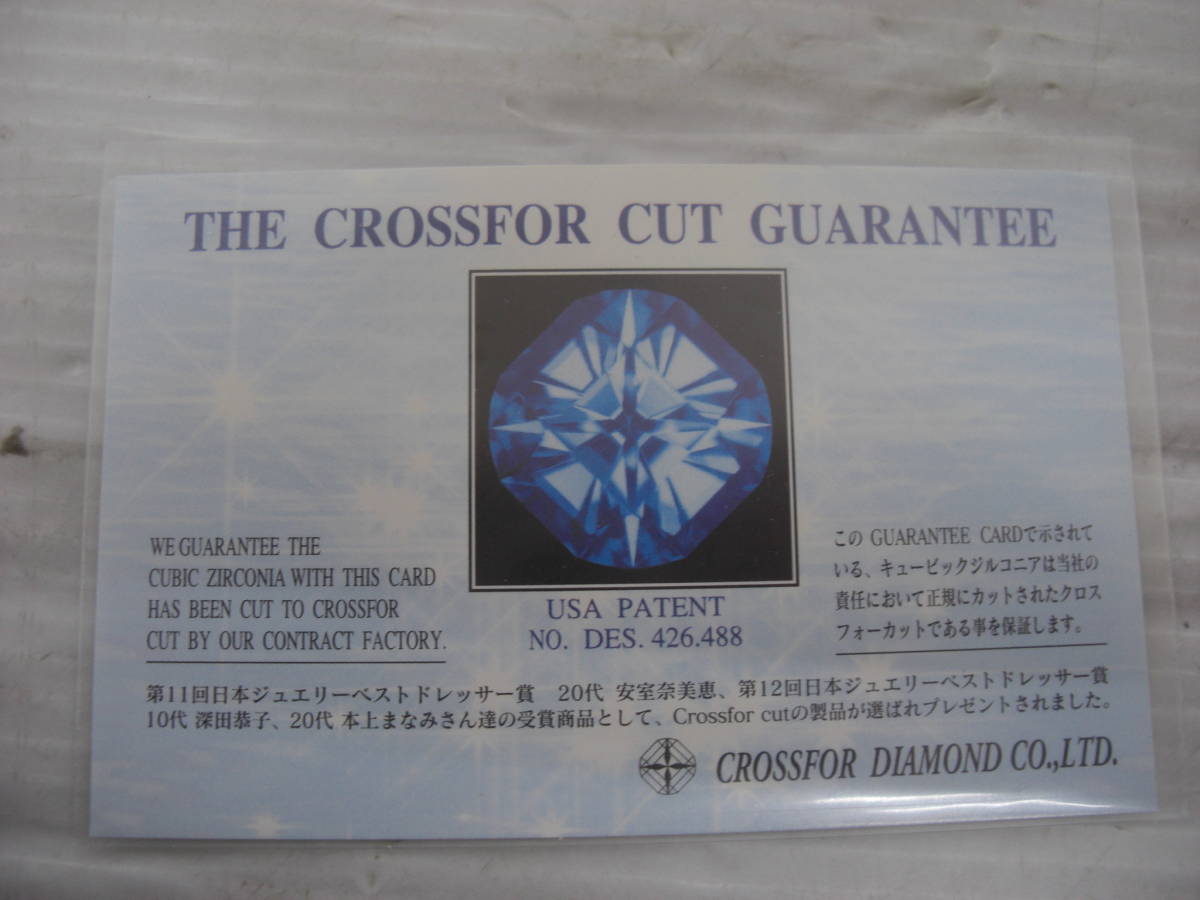 THE CROSSFOR CUT GUARANTEE
WE GUARANTEE THE
CUBIC ZIRCONIA WITH THIS CARD
HAS BEEN CUT TO CROSSFOR
CUT BY OUR CONTRACT FACTORY.
USA PATENT
NO. DES. 426.488
この GUARANTEE CARDで示されて
いる、キュービックジルコニアは当社の
責任において正規にカットされたクロス
フォーカットである事を保証します。
第11回日本ジュエリーベストドレッサー賞 20代 安室奈美恵、第12回日本ジュエリーベストドレッサー賞
10代 深田恭子、20代 本上まなみさん達の受賞商品として、Crossfor cutの製品が選ばれプレゼントされました。
CROSSFOR DIAMOND CO.,LTD.